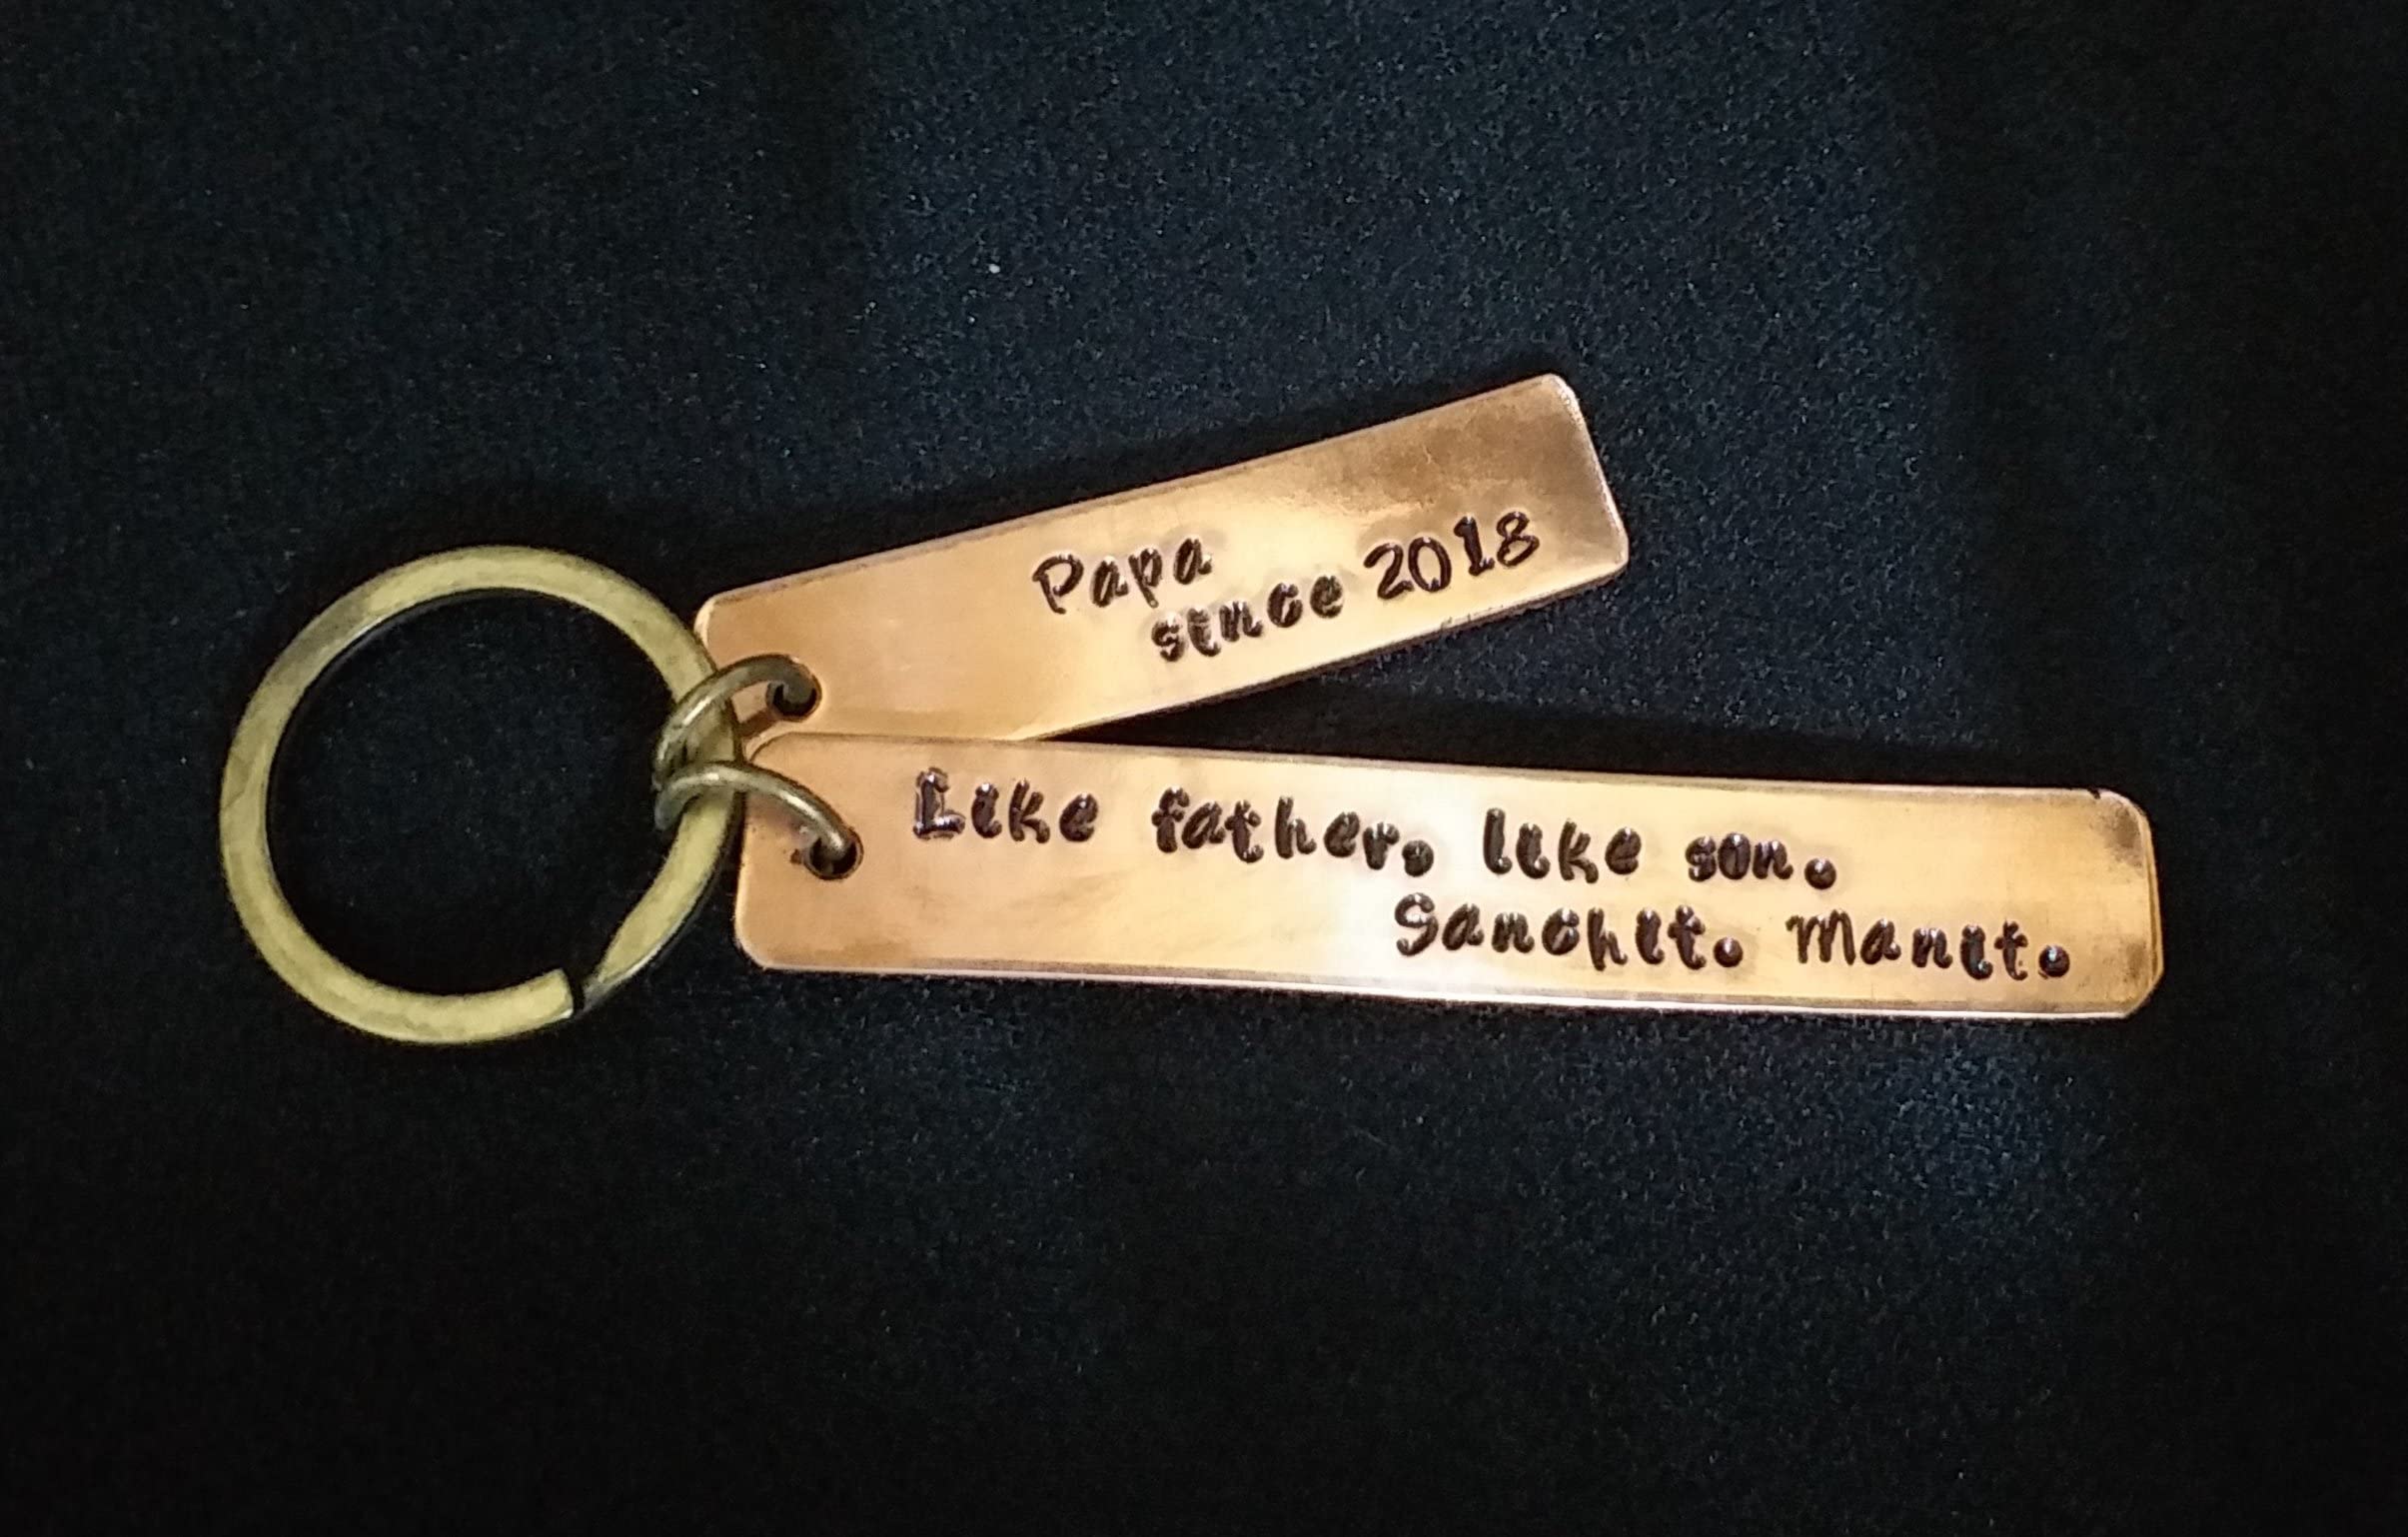 Papa
since 2018
Like father, like son.
Sanchit. Manit.